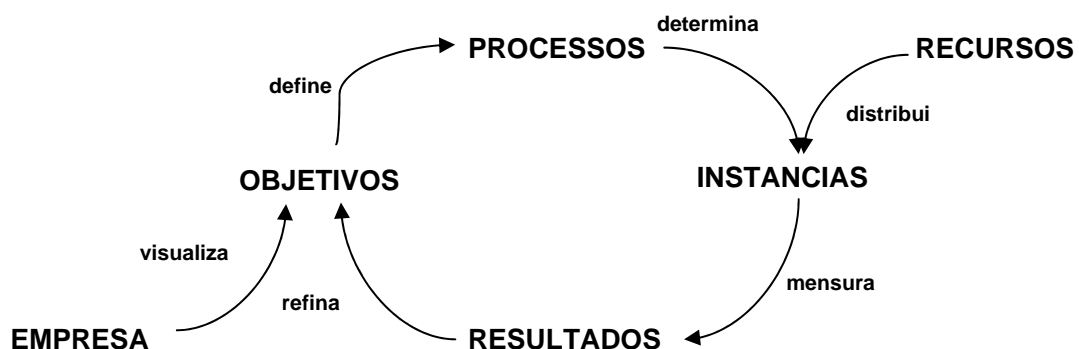 determina
PROCESSOS
RECURSOS
define
distribui
OBJETIVOS
INSTANCIAS
visualiza
refina
mensura
EMPRESA
RESULTADOS